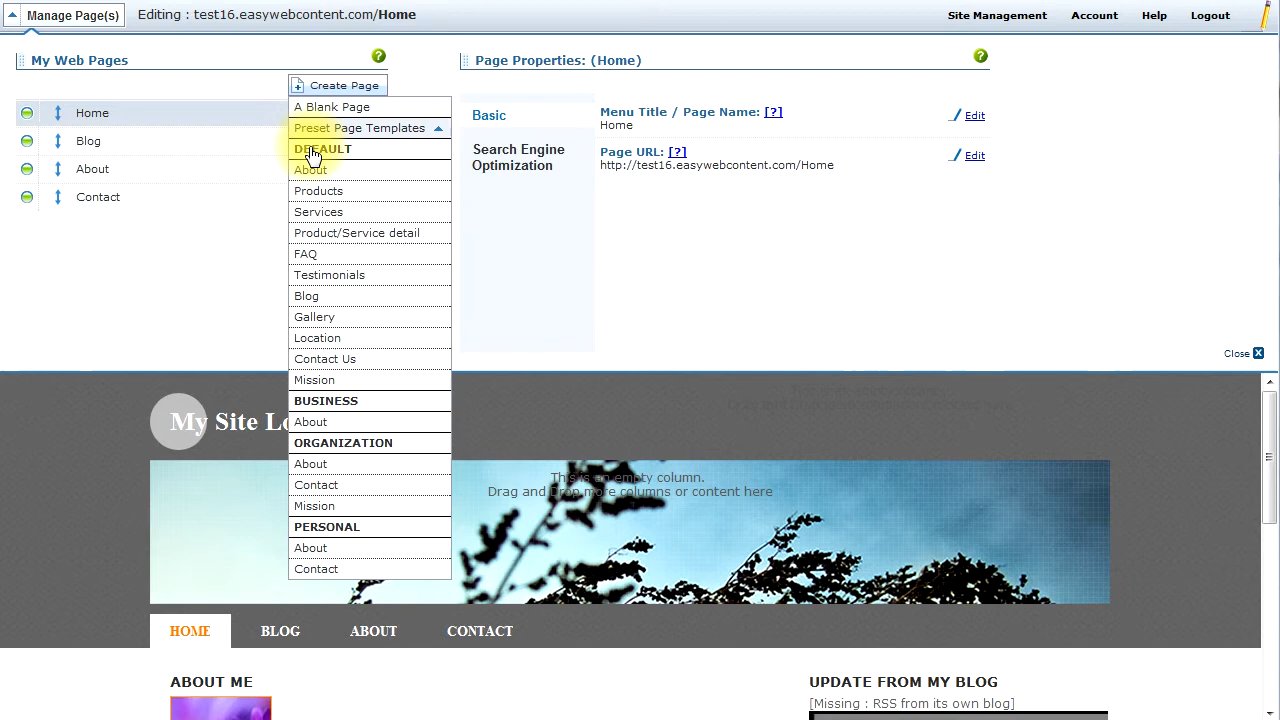 Manage Page(s)
Editing : test16.easywebcontent.com/Home
Site Management
Account
Help
Logout
My Web Pages
?
Create Page
Home
Blog
About
Contact
A Blank Page
Preset Page Templates
DEFAULT
About
Products
Services
Product/Service detail
FAQ
Testimonials
Blog
Gallery
Location
Contact Us
Mission
BUSINESS
About
ORGANIZATION
About
Contact
Mission
PERSONAL
About
Contact
Page Properties: (Home)
?
Basic
Search Engine
Optimization
Menu Title / Page Name: [?]
Home
Edit
Page URL: [?]
http://test16.easywebcontent.com/Home
Edit
Close X
My Site
This is an empty column.
Drag and Drop more columns or content here
HOME
BLOG
ABOUT
CONTACT
ABOUT ME
UPDATE FROM MY BLOG
[Missing : RSS from its own blog]